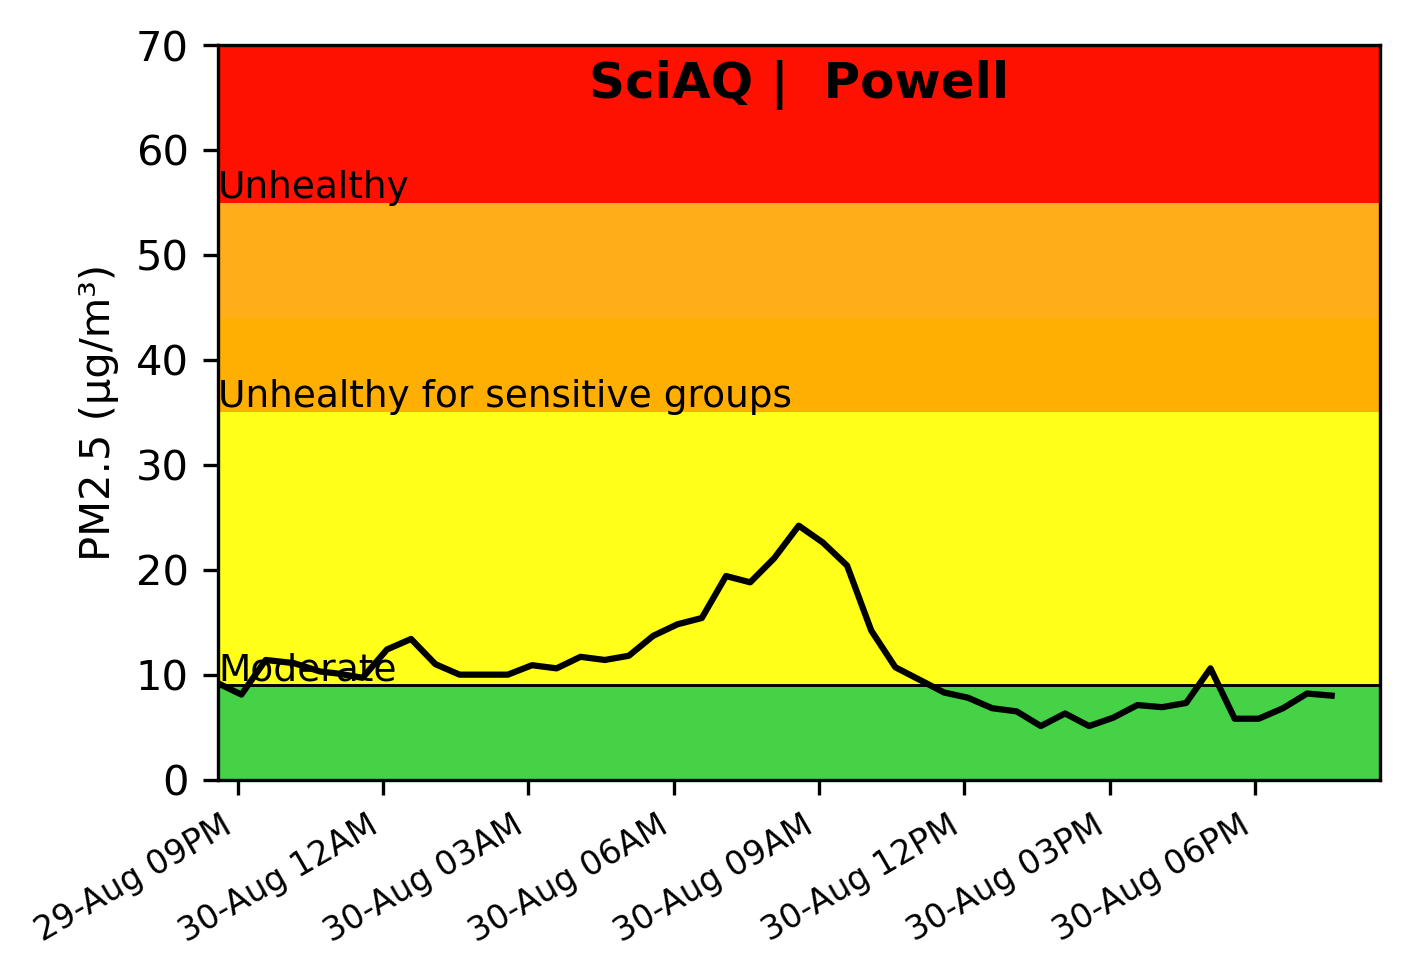 SciAQ |  Powell
PM2.5 (µg/m³)
70
60
50
40
30
20
10
0
Unhealthy
Unhealthy for sensitive groups
Moderate
29-Aug 09PM
30-Aug 12AM
30-Aug 03AM
30-Aug 06AM
30-Aug 09AM
30-Aug 12PM
30-Aug 03PM
30-Aug 06PM